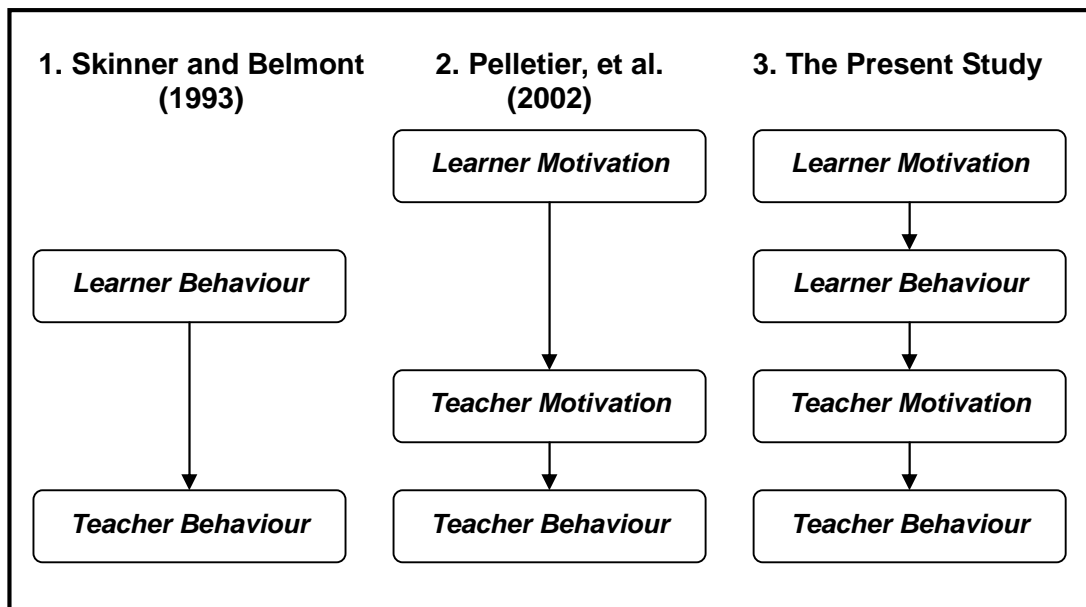 1. Skinner and Belmont
(1993)
Learner Behaviour
Teacher Behaviour
2. Pelletier, et al.
(2002)
Learner Motivation
Teacher Motivation
Teacher Behaviour
3. The Present Study
Learner Motivation
Learner Behaviour
Teacher Motivation
Teacher Behaviour